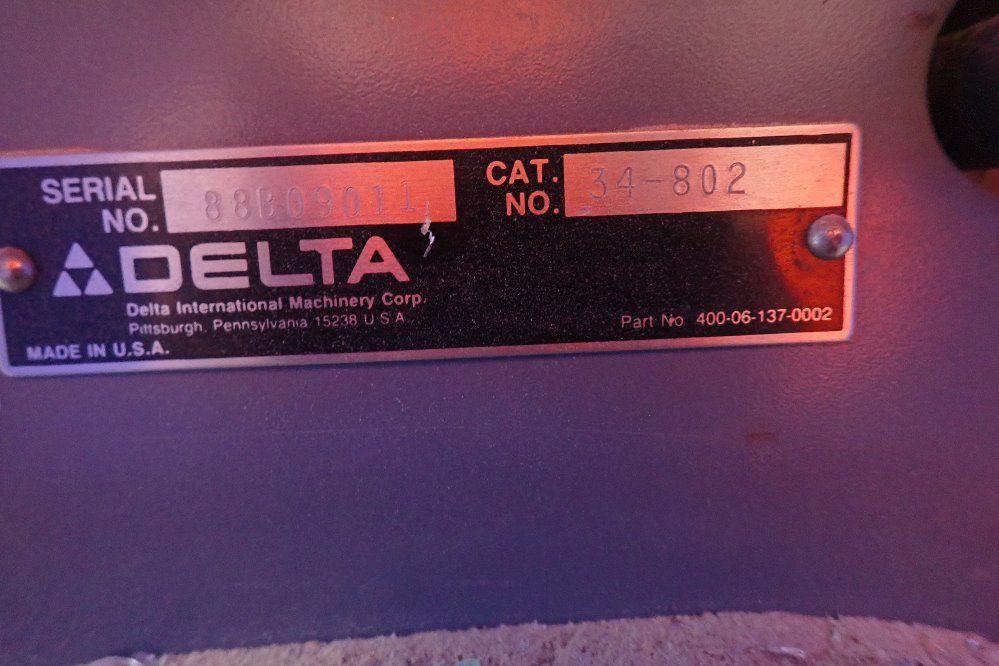 SERIAL NO. 88B09011
CAT. NO. 34-802
DELTA
Delta International Machinery Corp.
Pittsburgh, Pennsylvania 15238 U S A
Part No 400-06-137-0002
MADE IN U.S.A.